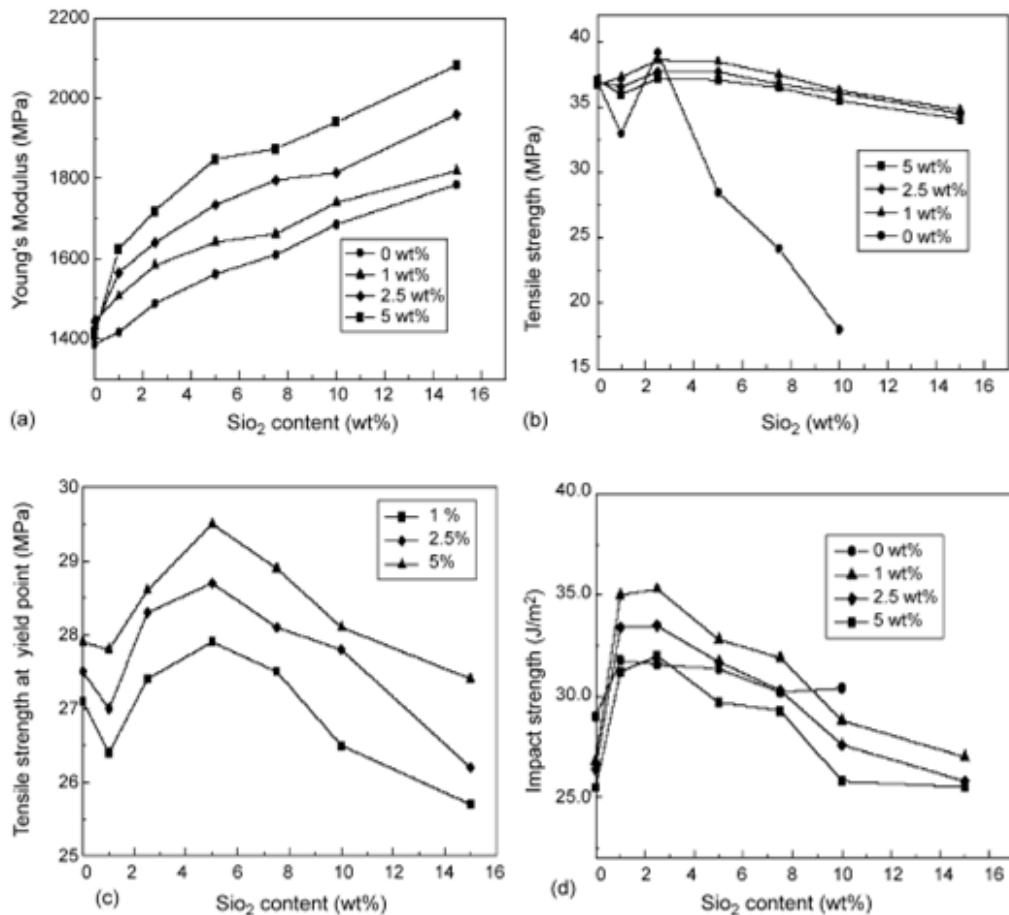 2200
2000
1800
1600
1400
Young's Modulus (MPa)
0 wt%
1 wt%
2.5 wt%
5 wt%
0 2 4 6 8 10 12 14 16
(a)
Sio2 content (wt%)
40
35
30
25
20
15
Tensile strength (MPa)
5 wt%
2.5 wt%
1 wt%
0 wt%
0 2 4 6 8 10 12 14 16
(b)
Sio2 (wt%)
30
29
28
27
26
25
Tensile strength at yield point (MPa)
1 %
2.5%
5%
0 2 4 6 8 10 12 14 16
(c)
Sio2 content (wt%)
40.0
35.0
30.0
25.0
Impact strength (J/m2)
0 wt%
1 wt%
2.5 wt%
5 wt%
0 2 4 6 8 10 12 14 16
(d)
Sio2 content (wt%)